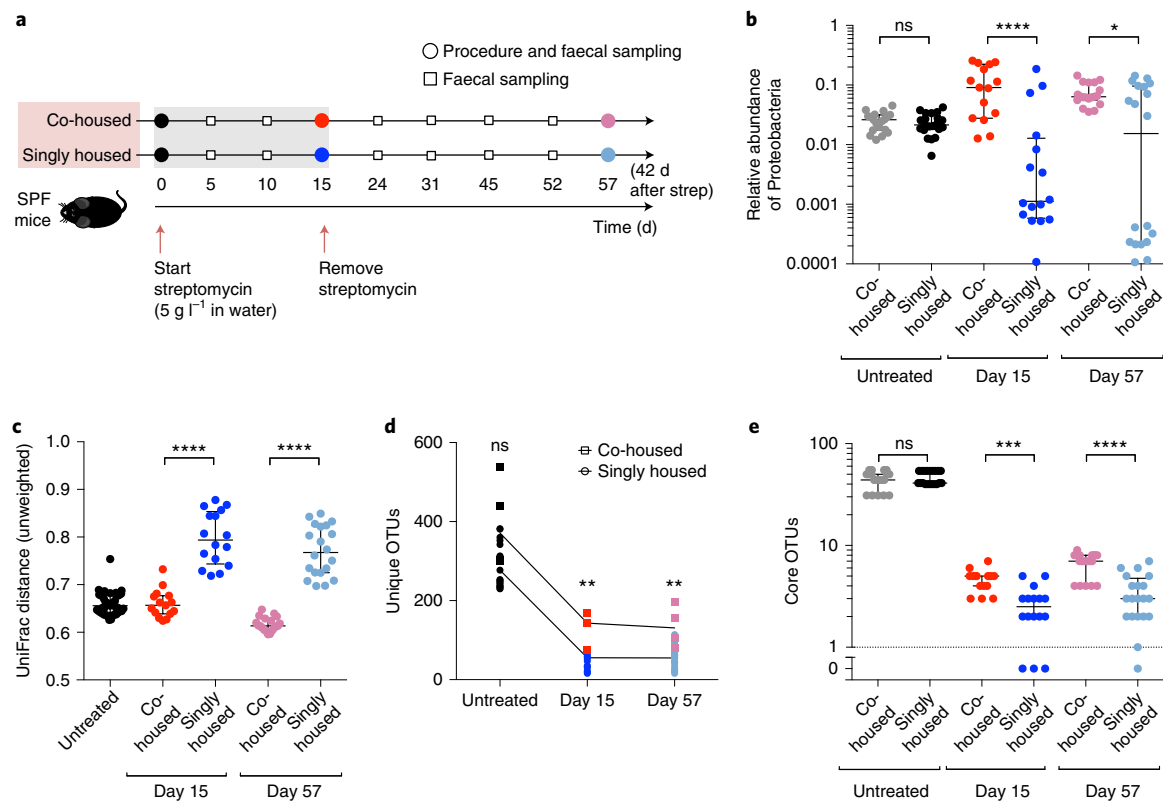 a
Procedure and faecal sampling
Faecal sampling
Co-housed
Singly housed
SPF
mice
0
5
10
15
24
31
45
52
57
(42 d
after strep)
Time (d)
Start
streptomycin
(5 g l⁻¹ in water)
Remove
streptomycin
b
Relative abundance
of Proteobacteria
1
0.1
0.01
0.001
0.0001
ns
****
*
Co-
housed
Singly
housed
Co-
housed
Singly
housed
Co-
housed
Singly
housed
Untreated
Day 15
Day 57
c
UniFrac distance (unweighted)
1.0
0.9
0.8
0.7
0.6
0.5
****
****
Untreated
Co-
housed
Singly
housed
Co-
housed
Singly
housed
Day 15
Day 57
d
Unique OTUs
600
400
200
0
ns
**
**
Co-housed
Singly housed
Untreated
Day 15
Day 57
e
Core OTUs
100
10
1
0
ns
***
****
Co-
housed
Singly
housed
Co-
housed
Singly
housed
Co-
housed
Singly
housed
Untreated
Day 15
Day 57